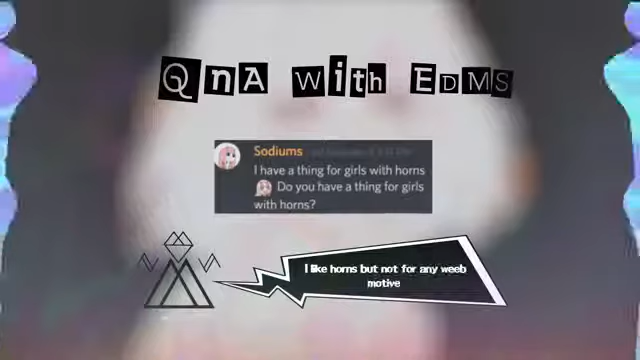 QnA With EDMS
Sodiums
I have a thing for girls with horns
Do you have a thing for girls
with horns?
I like horns but not for any weeb
motive